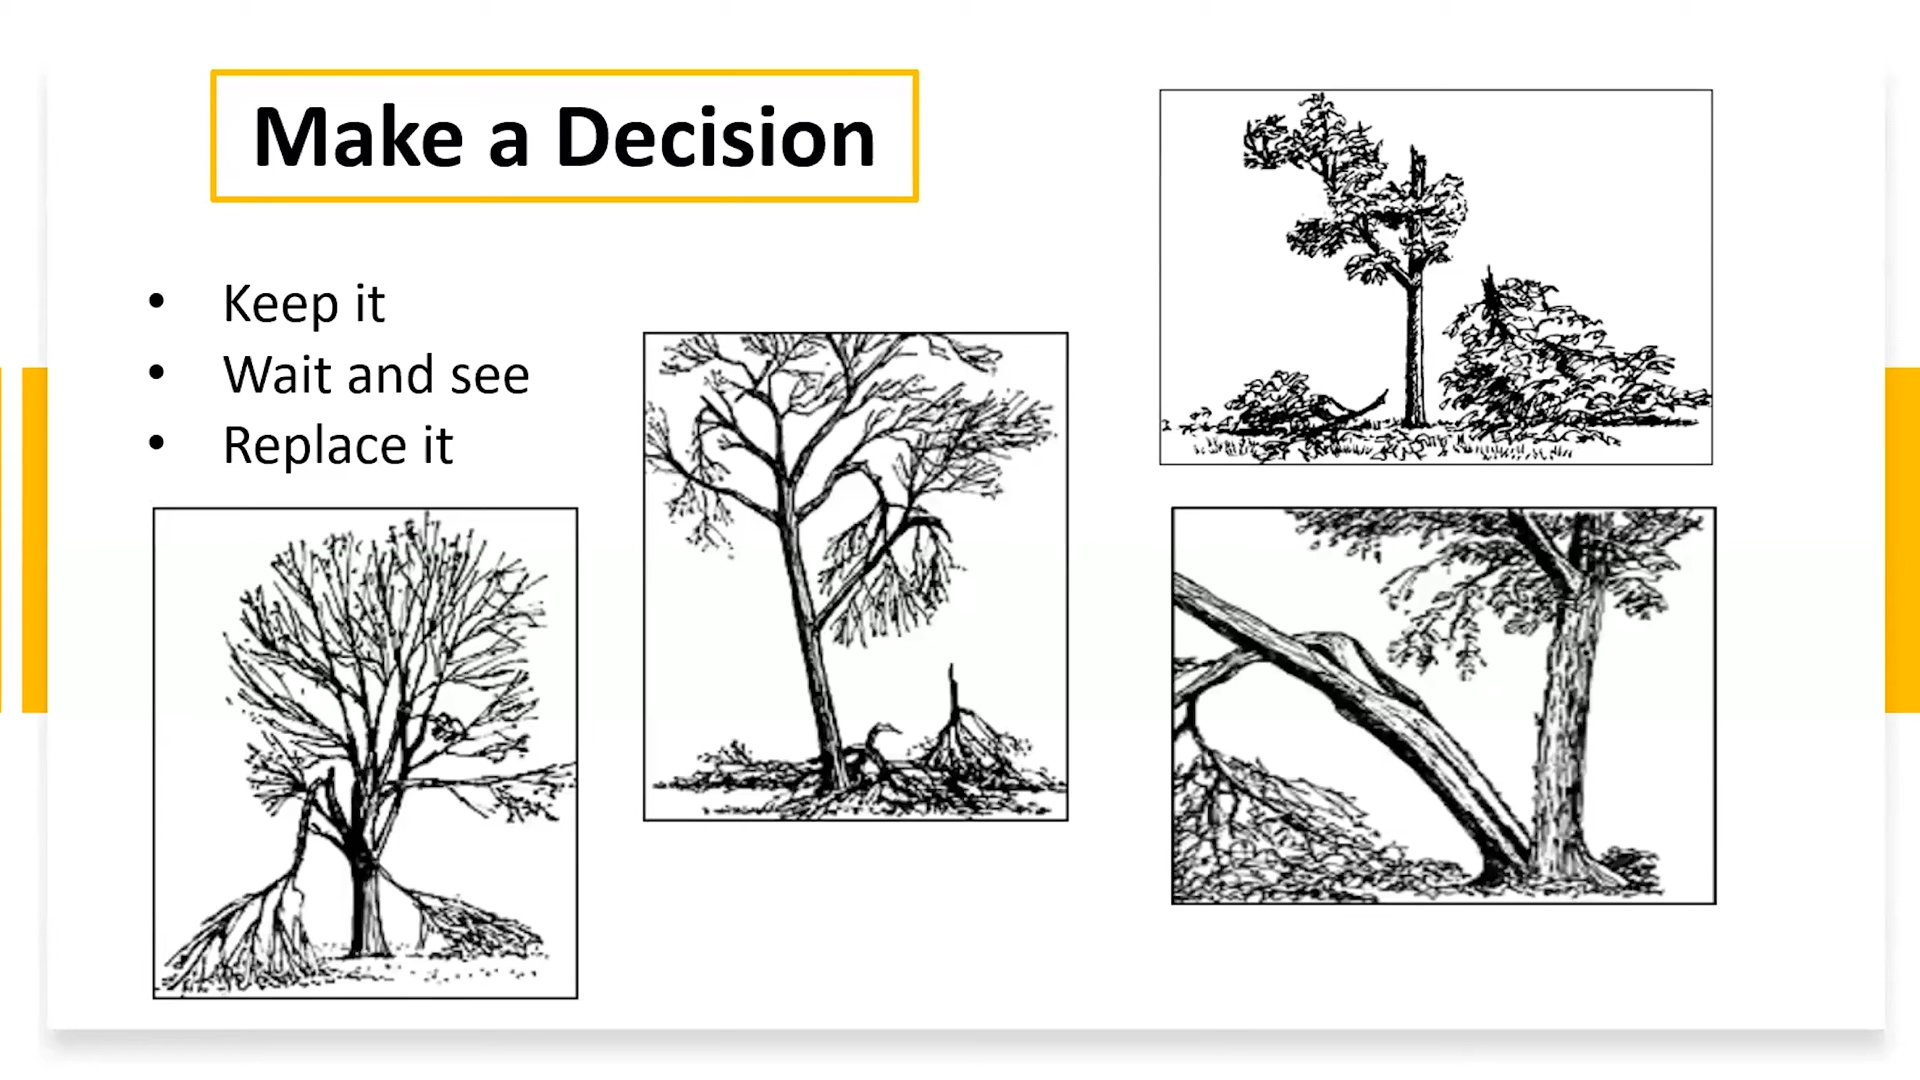 Make a Decision
• Keep it
• Wait and see
• Replace it